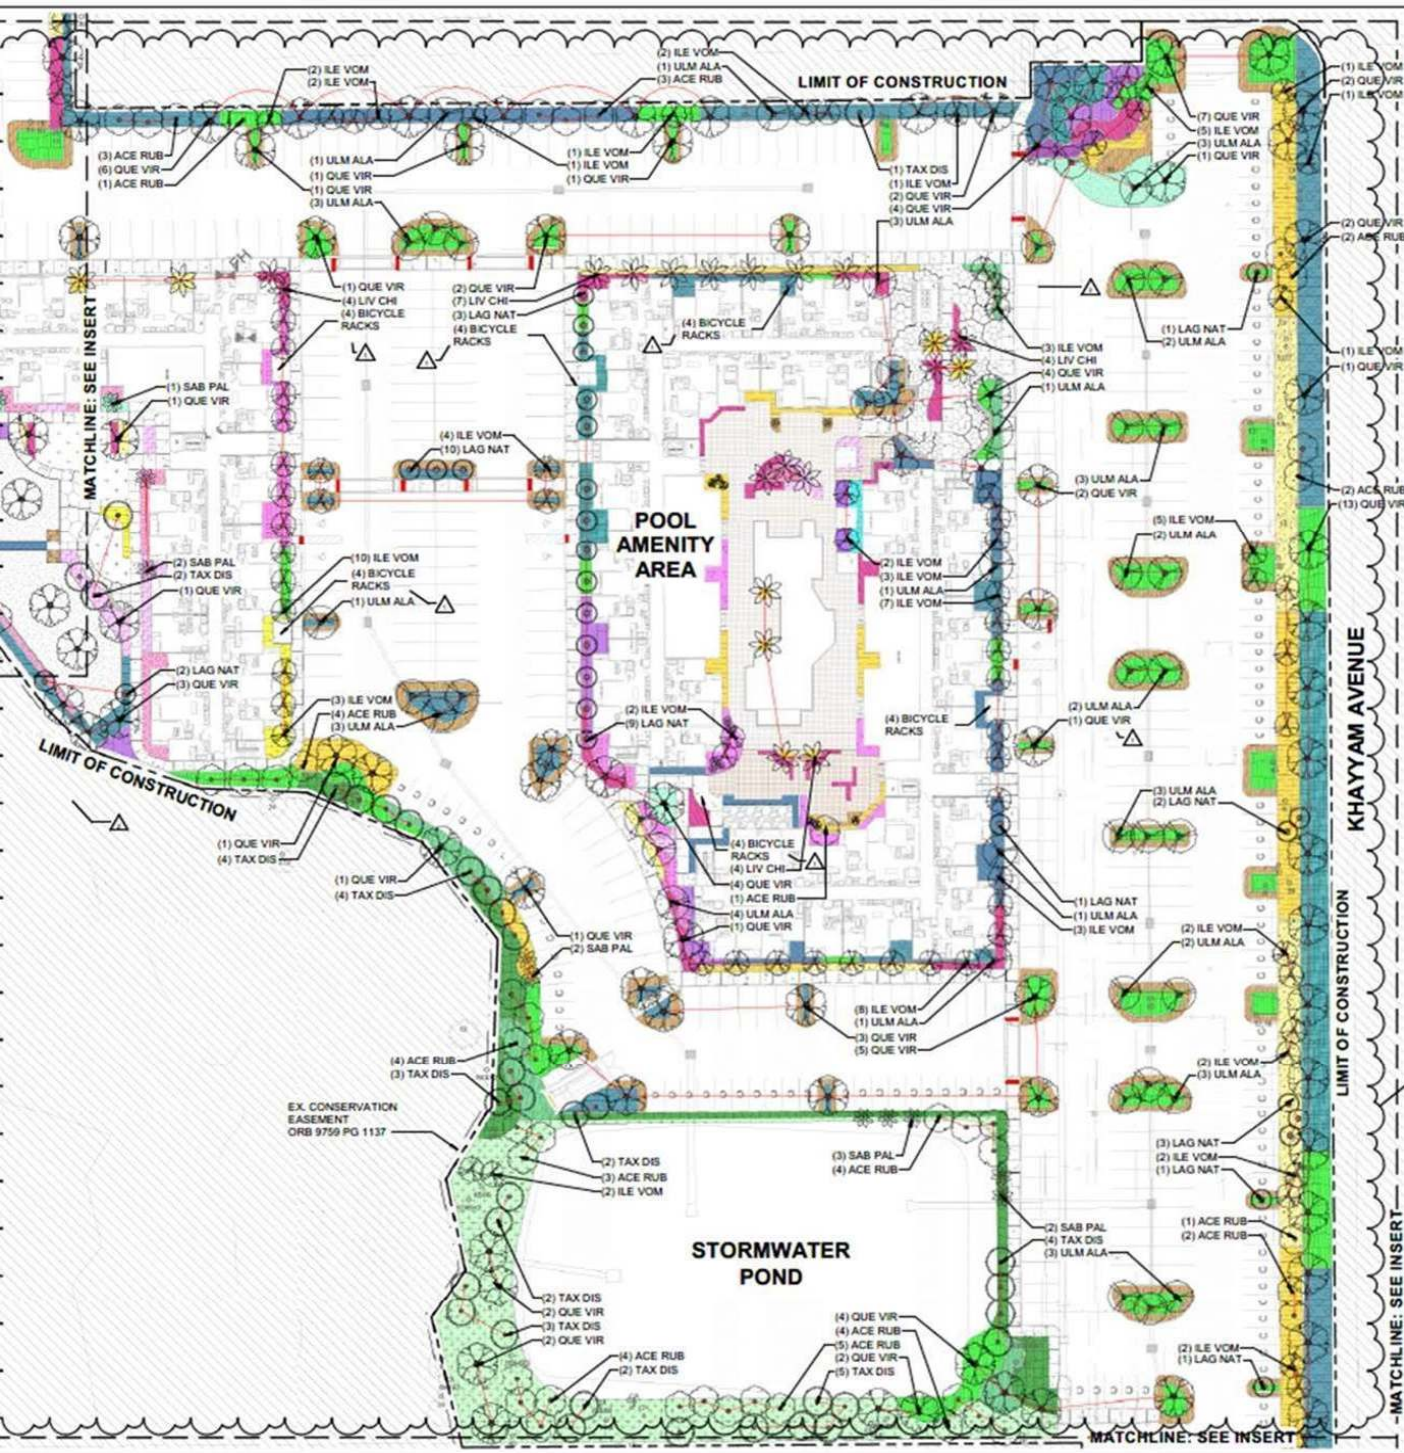 (2) ILE VOM
(2) ILE VOM
(2) ILE VOM
(1) ULM ALA
(3) ACE RUB
LIMIT OF CONSTRUCTION
(1) ILE VOM
(2) QUE VIR
(1) ILE VOM
(7) QUE VIR
(5) ILE VOM
(3) ULM ALA
(1) QUE VIR
(3) ACE RUB
(6) QUE VIR
(1) ACE RUB
(1) ULM ALA
(1) QUE VIR
(1) QUE VIR
(3) ULM ALA
(1) ILE VOM
(1) ILE VOM
(1) QUE VIR
(1) TAX DIS
(1) ILE VOM
(2) QUE VIR
(4) QUE VIR
(3) ULM ALA
(2) QUE VIR
(2) ACE RUB
(1) QUE VIR
(4) LIV CHI
(4) BICYCLE
RACKS
(2) QUE VIR
(7) LIV CHI
(3) LAG NAT
(4) BICYCLE
RACKS
(4) BICYCLE
RACKS
(1) LAG NAT
(2) ULM ALA
(3) ILE VOM
(4) LIV CHI
(4) QUE VIR
(1) ULM ALA
(1) ILE VOM
(1) QUE VIR
MATCHLINE: SEE INSERT
(1) SAB PAL
(1) QUE VIR
(4) ILE VOM
(10) LAG NAT
(3) ULM ALA
(2) QUE VIR
(2) ACE RUB
(13) QUE VIR
POOL
AMENITY
AREA
(5) ILE VOM
(2) ULM ALA
(10) ILE VOM
(4) BICYCLE
RACKS
(1) ULM ALA
(2) SAB PAL
(2) TAX DIS
(1) QUE VIR
(2) ILE VOM
(3) ILE VOM
(1) ULM ALA
(7) ILE VOM
KHAYYAM AVENUE
(2) LAG NAT
(3) QUE VIR
(3) ILE VOM
(4) ACE RUB
(3) ULM ALA
(2) ILE VOM
(9) LAG NAT
(4) BICYCLE
RACKS
(2) ULM ALA
(1) QUE VIR
LIMIT OF CONSTRUCTION
(3) ULM ALA
(2) LAG NAT
(1) QUE VIR
(4) TAX DIS
(4) BICYCLE
RACKS
(4) LIV CHI
(4) QUE VIR
(1) ACE RUB
(4) ULM ALA
(1) QUE VIR
(1) QUE VIR
(4) TAX DIS
(1) LAG NAT
(1) ULM ALA
(3) ILE VOM
(1) QUE VIR
(2) SAB PAL
(2) ILE VOM
(2) ULM ALA
LIMIT OF CONSTRUCTION
(8) ILE VOM
(1) ULM ALA
(3) QUE VIR
(5) QUE VIR
(4) ACE RUB
(3) TAX DIS
(2) ILE VOM
(3) ULM ALA
EX. CONSERVATION
EASEMENT
ORB 9759 PG 1137
(2) TAX DIS
(3) ACE RUB
(2) ILE VOM
(3) SAB PAL
(4) ACE RUB
(3) LAG NAT
(2) ILE VOM
(1) LAG NAT
STORMWATER
POND
(2) SAB PAL
(4) TAX DIS
(3) ULM ALA
(1) ACE RUB
(2) ACE RUB
(2) TAX DIS
(2) QUE VIR
(3) TAX DIS
(2) QUE VIR
(4) ACE RUB
(2) TAX DIS
(4) QUE VIR
(4) ACE RUB
(5) ACE RUB
(2) QUE VIR
(5) TAX DIS
(2) ILE VOM
(1) LAG NAT
MATCHLINE: SEE INSERT
MATCHLINE: SEE INSERT